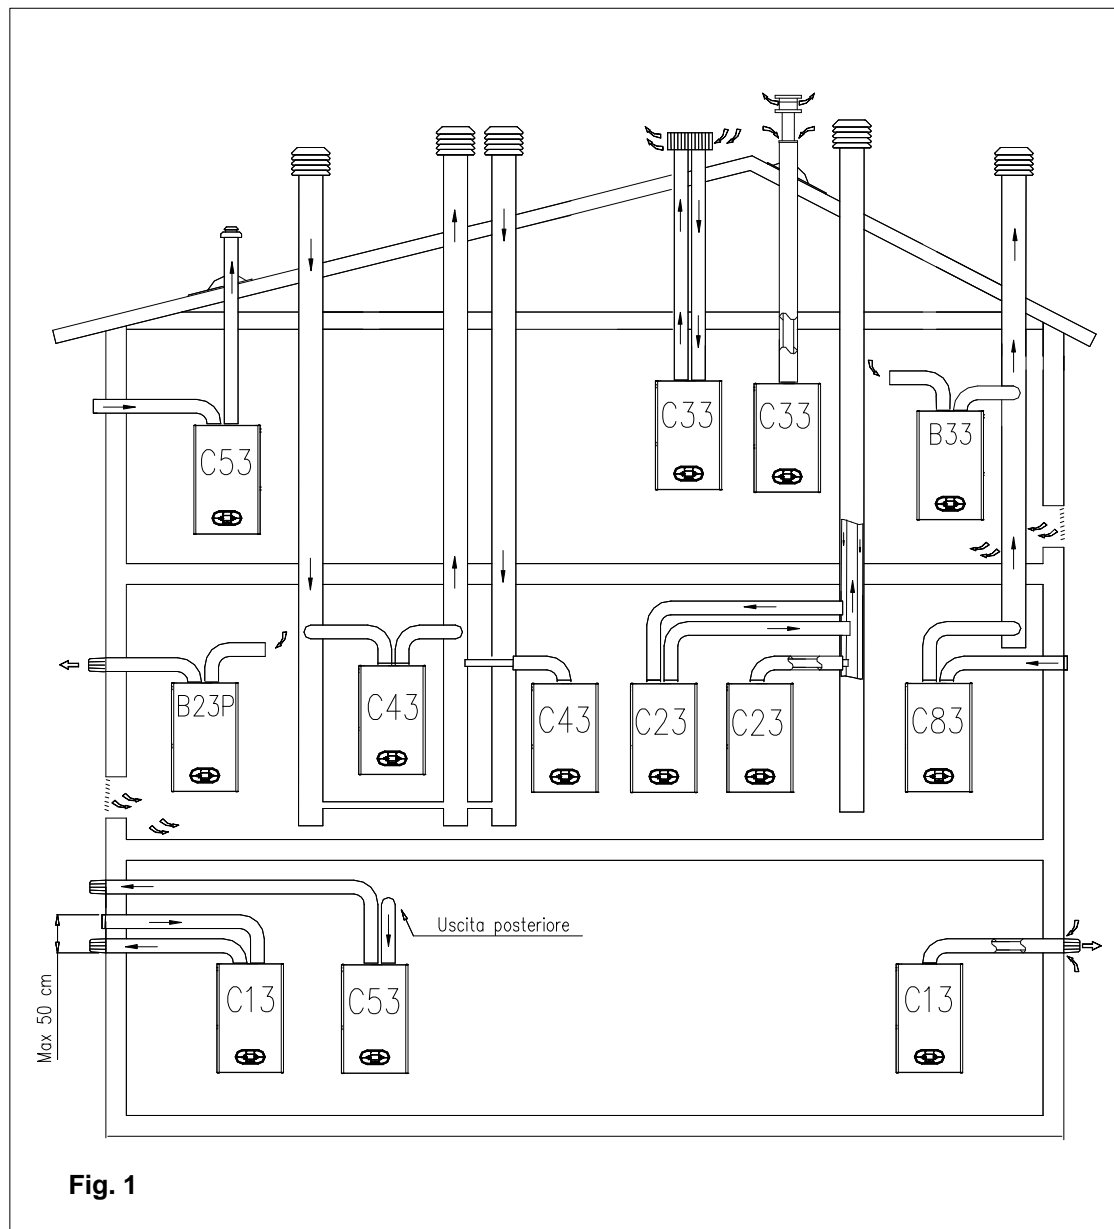 C33
C33
B33
C53
B23P
C43
C43
C23
C23
C83
Uscita posteriore
Max 50 cm
C13
C53
C13
Fig. 1